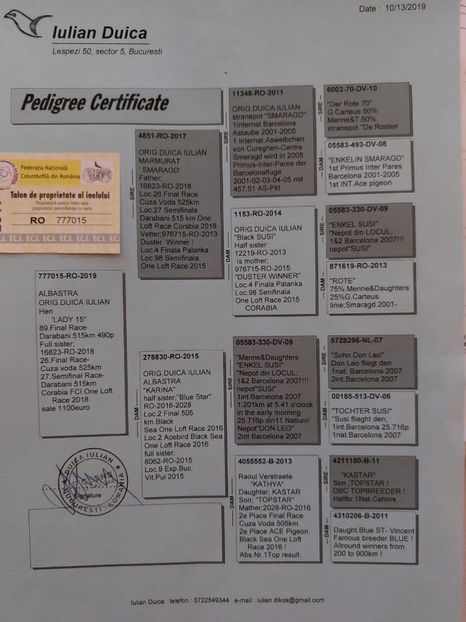 Iulian Duica
Lespezi 50, sector 5, Bucuresti
Date : 10/13/2019
Pedigree Certificate
Federația Națională
Columbofilă din România
Talon de proprietate al inelului
RO 777015
777015-RO-2019
ALBASTRA
ORIG.DUICA IULIAN
Hen
"LADY 15"
89.Final Race-
Darabani 515km 490p
Full sister;
16823-RO-2018
26.Final Race-
Cuza voda 525km
27-Semifinal Race-
Darabani 515km
Corabia FCI One Loft
Race 2018
sale 1100euro
DUICA IULIAN
BUCURESTI - ROMANIA
Signature
4851-RO-2017
ORIG.DUICA IULIAN
MARMURAT
' SMARAGD'
Father;
16823-RO-2018
Loc.26.Final Race
Cuza Voda 525km
Loc.27 Semifinala
Darabani 515 km One
Loft Race Corabia 2018
Vetter;976715-RO-2013
Duster Winner !
Loc.4 Finala Palanka
Loc.98 Semifinala
One Loft Race 2015
SIRE
DAM
278830-RO-2015
ORIG.DUICA IULIAN
ALBASTRA
"KARINA"
half sister;"Blue Star"
RO-2016-2028
Loc.2 Final 505
km.Black
Sea One Loft Race 2016
Loc.2 Acebird Black Sea
One Loft Race 2016
full sister;
8062-RO-2015
Loc.9 Exp.Buc.
Vit.Pui 2015
11348-RO-2011
ORIG.DUICA IULIAN
stranepot "SMARAGD"
1Internat.Barcelona
Astaube 2001-2005
1.Internat Asweibchen
von Cureghen-Centre
Smaragd wird in 2005
Primus-Inter-Pares der
Barcelonafluge
2001-02-03-04-05 mit
457,51 AS-Pkt
SIRE
DAM
1153-RO-2014
"Black SUSI"
Half sister:
12219-RO-2013
Is mother;
976715-RO-2015
"DUSTER WINNER"
Loc.4 Finala Palanka
Loc.98 Semifinala
One Loft Race 2015
CORABIA
05583-330-DV-09
"Menne&Daughters
"ENKEL SUSI"
"Nepot din LOCUL;
1&2 Barcelona 2007!!!
nepot"SUSI"
1int.Barcelona 2007
1.201km at 5.41 o'clock
in the early morning
25.716p din11 Natiuni!
Nepot"DON LEO"
2int Barcelona 2007
SIRE
DAM
4055552-B-2013
Raoul Verstraete
"KATHYA"
Daughter; KASTAR
Son; "TOPSTAR"
Mather;2028-RO-2016
2e Place Final Race
Cuza Voda 505km
2e Place ACE Pigeon
Black Sea One Loft
Race 2016 !
Abs Nr.1Top result.
6002-70-DV-10
"Der Rote 70"
G.Carteus 50%
Menne&T.50%
stranepot "De Rosten
SIRE
DAM
05583-493-DV-08
"ENKELIN SMARAGD"
1st Primus Inter Pares
Barcelona 2001-2005
1st INT Ace pigeon
05583-330-DV-09
"ENKEL SUSI"
"Nepot din LOCUL,
1&2 Barcelona 2007!!!
nepot"SUSI"
SIRE
DAM
871619-RO-2013
"ROTE"
75% Menne&Daughters
25%G.Carteus
linie;Smaragd 2001-
5728296-NL-07
"Sohn Don Leo"
Don Leo fliegt den
1nat.Barcelona 2007
2int,Barcelona 2007
SIRE
DAM
00185-513-DV-06
"TOCHTER SUSI"
"Susi fliegt den;
1int.Barcelona 25.716p
1nat.Barcelona 2007
4211180-B-11
"KASTAR"
Son ;TOPSTAR !
DBC TOPBREEDER !
Halfbr.1Nat.Cahors
SIRE
DAM
4310206-B-2011
Daught.Blue ST- Vincent
Famous breeder BLUE !
Allround winners from
200 to 900km !
Iulian Duica telefon : 0722549344 e-mail : iulian.dikos@gmail.com